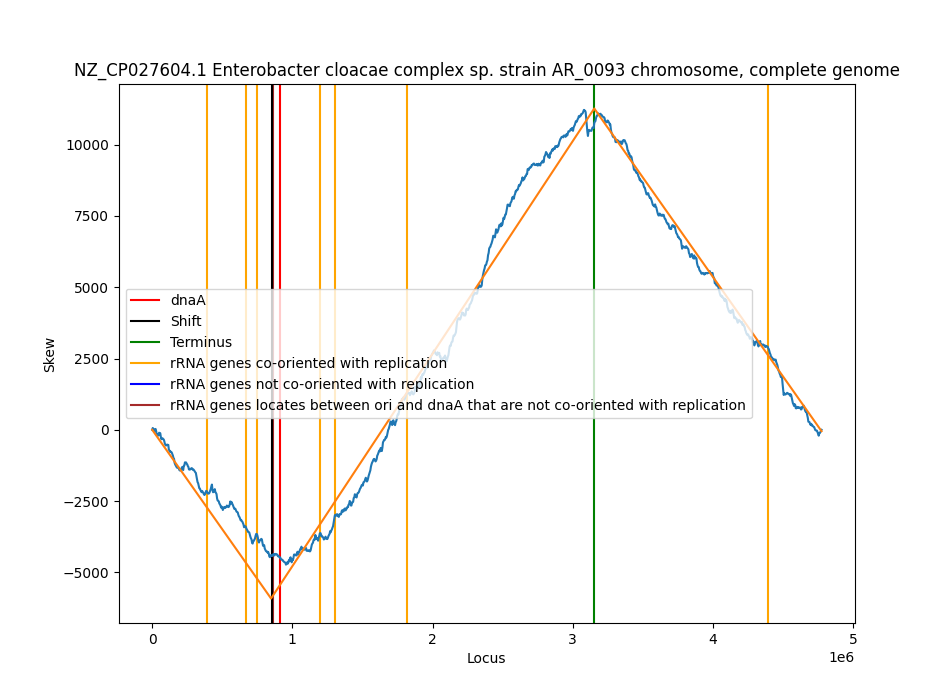 NZ_CP027604.1 Enterobacter cloacae complex sp. strain AR_0093 chromosome, complete genome
10000
7500
5000
2500
0
−2500
−5000
Skew
dnaA
Shift
Terminus
rRNA genes co-oriented with replication
rRNA genes not co-oriented with replication
rRNA genes locates between ori and dnaA that are not co-oriented with replication
0 1 2 3 4 5
1e6
Locus